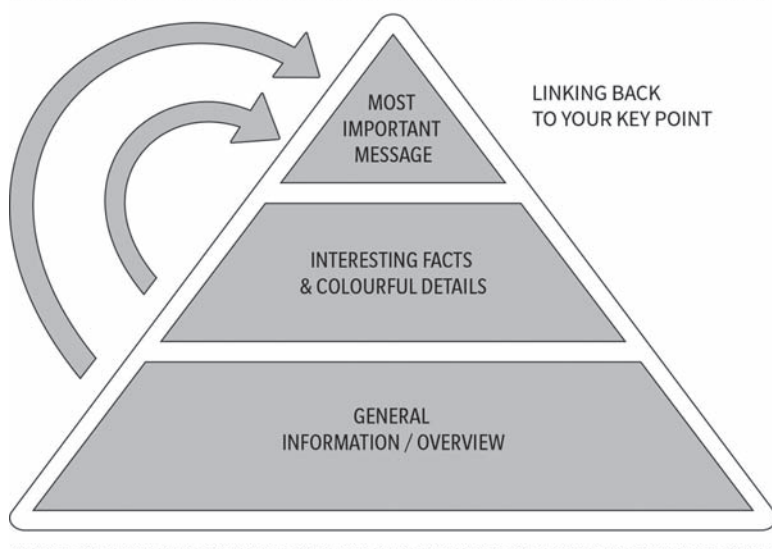 MOST
IMPORTANT
MESSAGE
LINKING BACK
TO YOUR KEY POINT
INTERESTING FACTS
& COLOURFUL DETAILS
GENERAL
INFORMATION / OVERVIEW